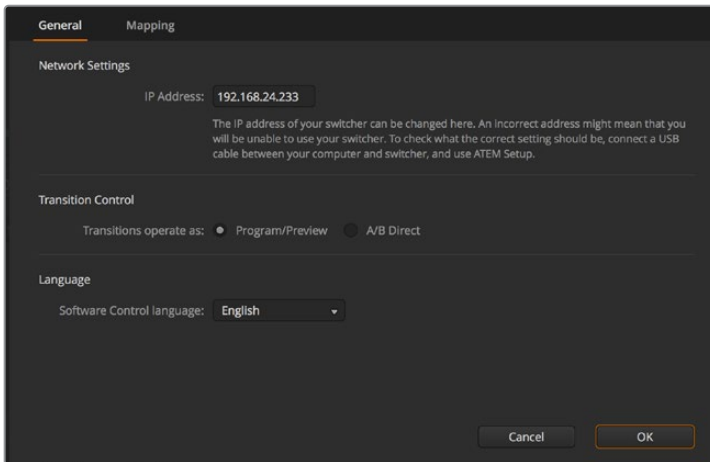 General Mapping
Network Settings
IP Address: 192.168.24.233
The IP address of your switcher can be changed here. An incorrect address might mean that you
will be unable to use your switcher. To check what the correct setting should be, connect a USB
cable between your computer and switcher, and use ATEM Setup.
Transition Control
Transitions operate as: Program/Preview A/B Direct
Language
Software Control language: English
Cancel OK